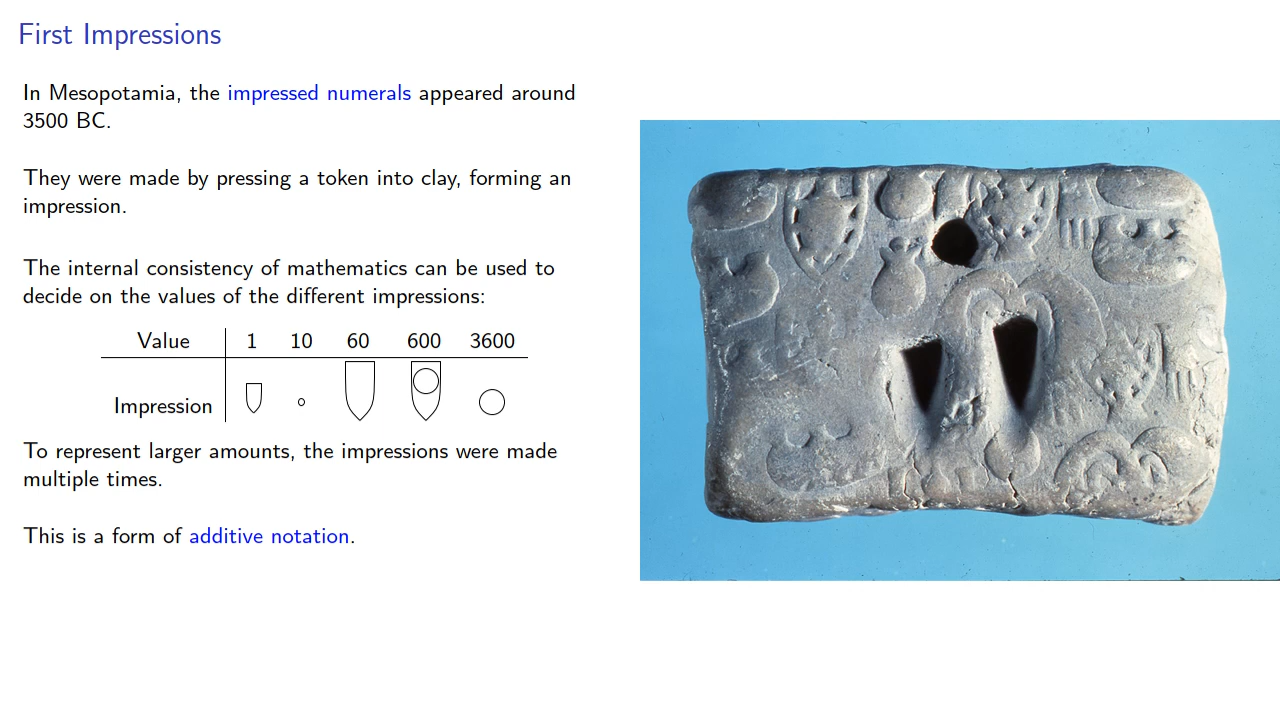 First Impressions
In Mesopotamia, the impressed numerals appeared around
3500 BC.
They were made by pressing a token into clay, forming an
impression.
The internal consistency of mathematics can be used to
decide on the values of the different impressions:
Value 1 10 60 600 3600
Impression
To represent larger amounts, the impressions were made
multiple times.
This is a form of additive notation.